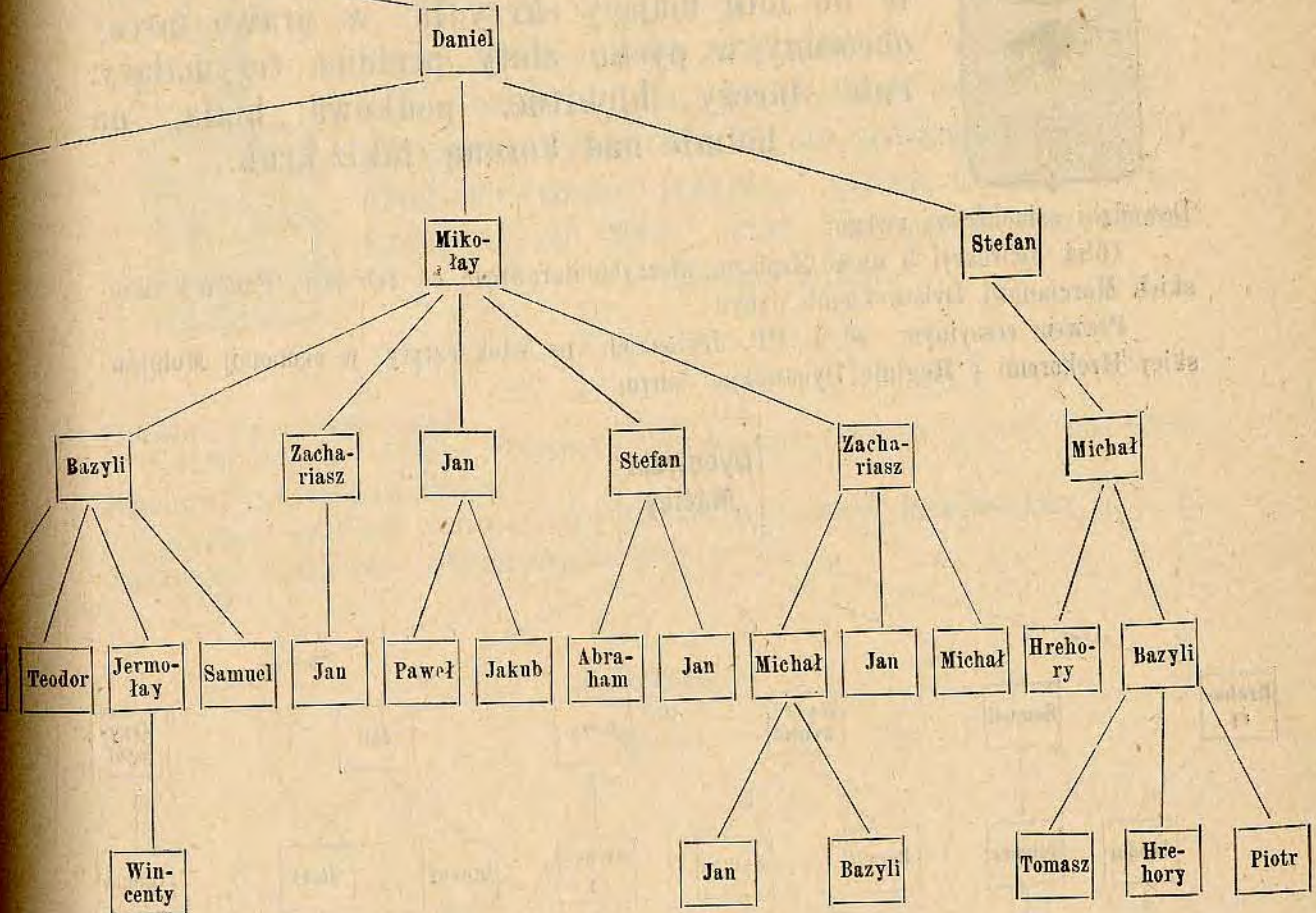 Daniel
Miko-
łay
Stefan
Bazyli
Zacha-
riasz
Jan
Stefan
Zacha-
riasz
Michał
Teodor
Jermo-
łay
Samuel
Jan
Paweł
Jakub
Abra-
ham
Jan
Michał
Jan
Michał
Hreho-
ry
Bazyli
Win-
centy
Jan
Bazyli
Tomasz
Hre-
hory
Piotr